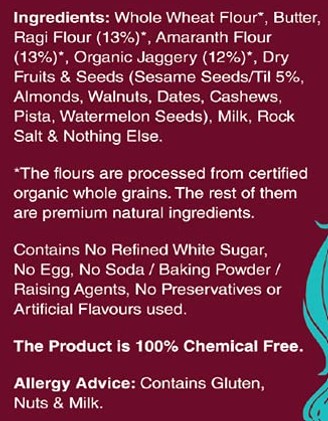 Ingredients: Whole Wheat Flour*, Butter,
Ragi Flour (13%)*, Amaranth Flour
(13%)*, Organic Jaggery (12%)*, Dry
Fruits & Seeds (Sesame Seeds/Til 5%,
Almonds, Walnuts, Dates, Cashews,
Pista, Watermelon Seeds), Milk, Rock
Salt & Nothing Else.
*The flours are processed from certified
organic whole grains. The rest of them
are premium natural ingredients.
Contains No Refined White Sugar,
No Egg, No Soda / Baking Powder /
Raising Agents, No Preservatives or
Artificial Flavours used.
The Product is 100% Chemical Free.
Allergy Advice: Contains Gluten,
Nuts & Milk.